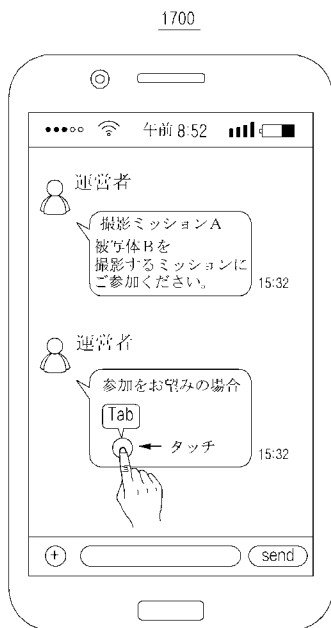 1700
午前 8:52
運営者
撮影ミッションA
被写体Bを
撮影するミッションに
ご参加ください。
15:32
運営者
参加をお望みの場合
Tab
タッチ
15:32
+
send